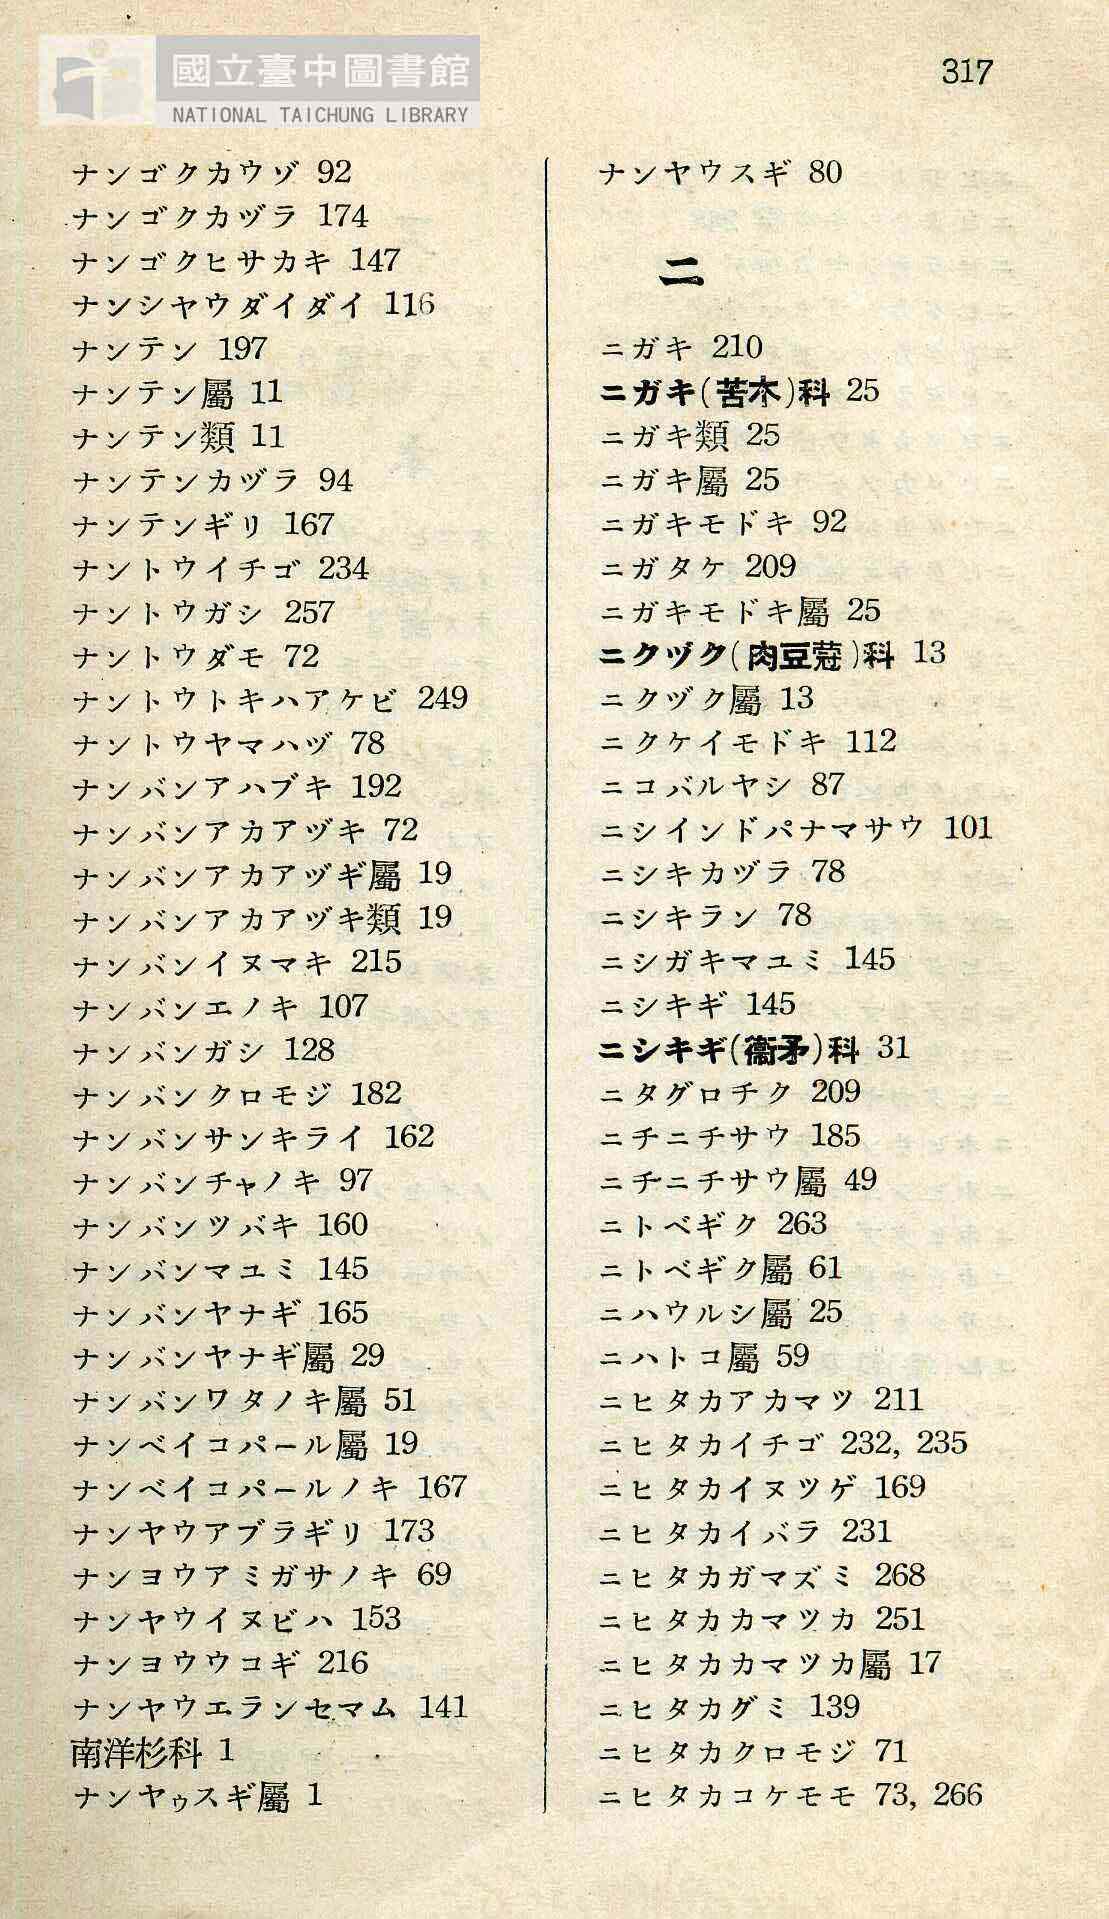 國立臺中圖書館
NATIONAL TAICHUNG LIBRARY
317
ナンゴクカウゾ 92
ナンゴクカヅラ 174
ナンゴクヒサカキ 147
ナンシヤウダイダイ 116
ナンテン 197
ナンテン屬 11
ナンテン類 11
ナンテンカヅラ 94
ナンテンギリ 167
ナントウイチゴ 234
ナントウガシ 257
ナントウダモ 72
ナントウトキハアケビ 249
ナントウヤマハヅ 78
ナンバンアハブキ 192
ナンバンアカアヅキ 72
ナンバンアカアヅギ屬 19
ナンバンアカアヅキ類 19
ナンバンイヌマキ 215
ナンバンエノキ 107
ナンバンガシ 128
ナンバンクロモジ 182
ナンバンサンキライ 162
ナンバンチャノキ 97
ナンバンツバキ 160
ナンバンマユミ 145
ナンバンヤナギ 165
ナンバンヤナギ屬 29
ナンバンワタノキ屬 51
ナンベイコパール屬 19
ナンベイコパールノキ 167
ナンヤウアブラギリ 173
ナンヨウアミガサノキ 69
ナンヤウイヌビハ 153
ナンヨウウコギ 216
ナンヤウエランセマム 141
南洋杉科 1
ナンヤゥスギ屬 1
ナンヤウスギ 80
ニ
ニガキ 210
ニガキ(苦木)科 25
ニガキ類 25
ニガキ屬 25
ニガキモドキ 92
ニガタケ 209
ニガキモドキ屬 25
ニクヅク(肉豆蔲)科 13
ニクヅク屬 13
ニクケイモドキ 112
ニコバルヤシ 87
ニシインドパナマサウ 101
ニシキカヅラ 78
ニシキラン 78
ニシガキマユミ 145
ニシキギ 145
ニシキギ(衞矛)科 31
ニタグロチク 209
ニチニチサウ 185
ニチニチサウ屬 49
ニトベギク 263
ニトベギク屬 61
ニハウルシ屬 25
ニハトコ屬 59
ニヒタカアカマツ 211
ニヒタカイチゴ 232, 235
ニヒタカイヌツゲ 169
ニヒタカイバラ 231
ニヒタカガマズミ 268
ニヒタカカマツカ 251
ニヒタカカマツカ屬 17
ニヒタカグミ 139
ニヒタカクロモジ 71
ニヒタカコケモモ 73, 266